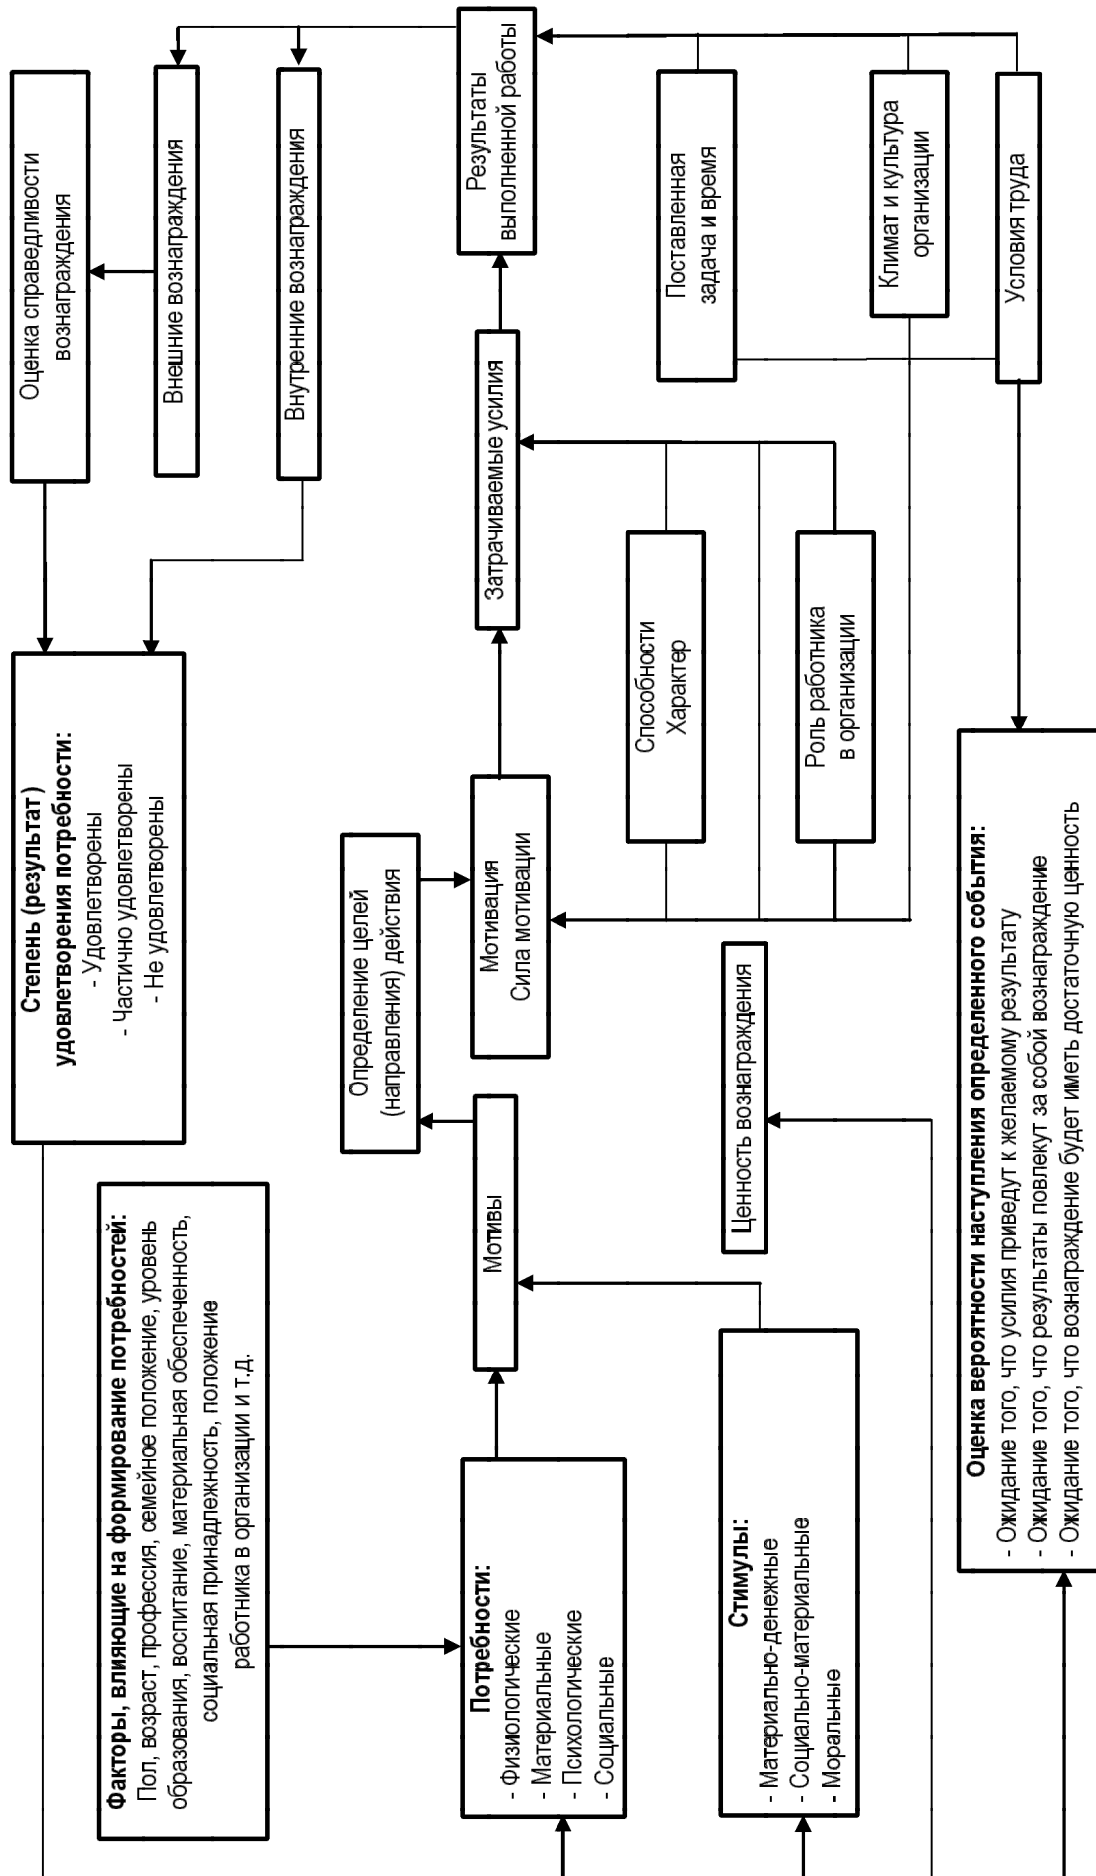 Факторы, влияющие на формирование потребностей:
Пол, возраст, профессия, семейное положение, уровень
образования, воспитание, материальная обеспеченность,
социальная принадлежность, положение
работника в организации и т.д.
Степень (результат )
удовлетворения потребности:
- Удовлетворены
- Частично удовлетворены
- Не удовлетворены
Оценка справедливости
вознаграждения
Внешние вознаграждения
Внутренние вознаграждения
Определение целей
(направления) действия
Потребности:
- Физиологические
- Материальные
- Психологические
- Социальные
Мотивы
Мотивация
Сила мотивации
Затрачиваемые усилия
Результаты
выполненной работы
Стимулы:
- Материально-денежные
- Социально-материальные
- Моральные
Ценность вознаграждения
Способности
Характер
Роль работника
в организации
Поставленная
задача и время
Климат и культура
организации
Условия труда
Оценка вероятности наступления определенного события:
- Ожидание того, что усилия приведут к желаемому результату
- Ожидание того, что результаты повлекут за собой вознаграждение
- Ожидание того, что вознаграждение будет иметь достаточную ценность